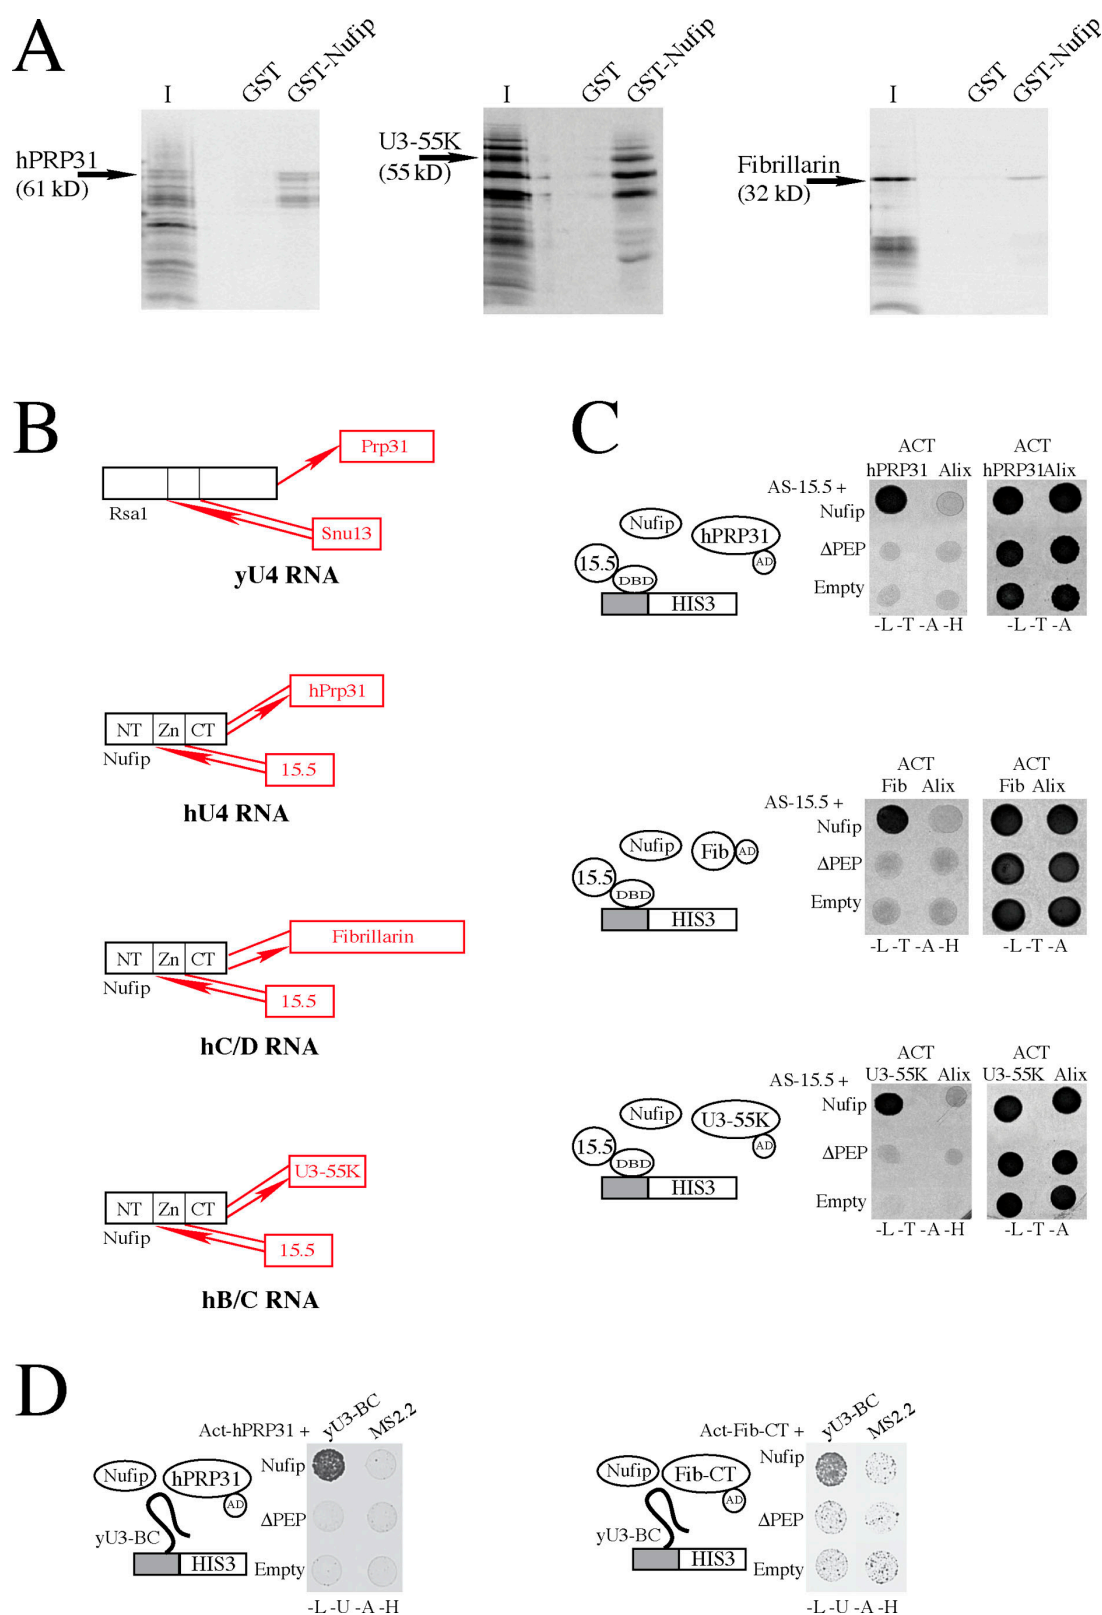 A
I GST GST-Nufip
hPRP31
(61 kD)
I GST GST-Nufip
U3-55K
(55 kD)
I GST GST-Nufip
Fibrillarin
(32 kD)
B
Prp31
Rsa1
Snu13
yU4 RNA
hPrp31
NT Zn CT
Nufip
15.5
hU4 RNA
Fibrillarin
NT Zn CT
Nufip
15.5
hC/D RNA
U3-55K
NT Zn CT
Nufip
15.5
hB/C RNA
C
ACT ACT
hPRP31 Alix hPRP31 Alix
AS-15.5 +
Nufip
ΔPEP
Empty
-L -T -A -H -L -T -A
Nufip hPRP31
AD
15.5
DBD
HIS3
ACT ACT
Fib Alix Fib Alix
AS-15.5 +
Nufip
ΔPEP
Empty
-L -T -A -H -L -T -A
Nufip Fib AD
15.5
DBD
HIS3
ACT ACT
U3-55K Alix U3-55K Alix
AS-15.5 +
Nufip
ΔPEP
Empty
-L -T -A -H -L -T -A
Nufip U3-55K
AD
15.5
DBD
HIS3
D
Act-hPRP31 + yU3-BC MS2.2
Nufip
ΔPEP
Empty
-L -U -A -H
Nufip hPRP31
AD
yU3-BC
HIS3
Act-Fib-CT + yU3-BC MS2.2
Nufip
ΔPEP
Empty
-L -U -A -H
Nufip Fib-CT
AD
yU3-BC
HIS3